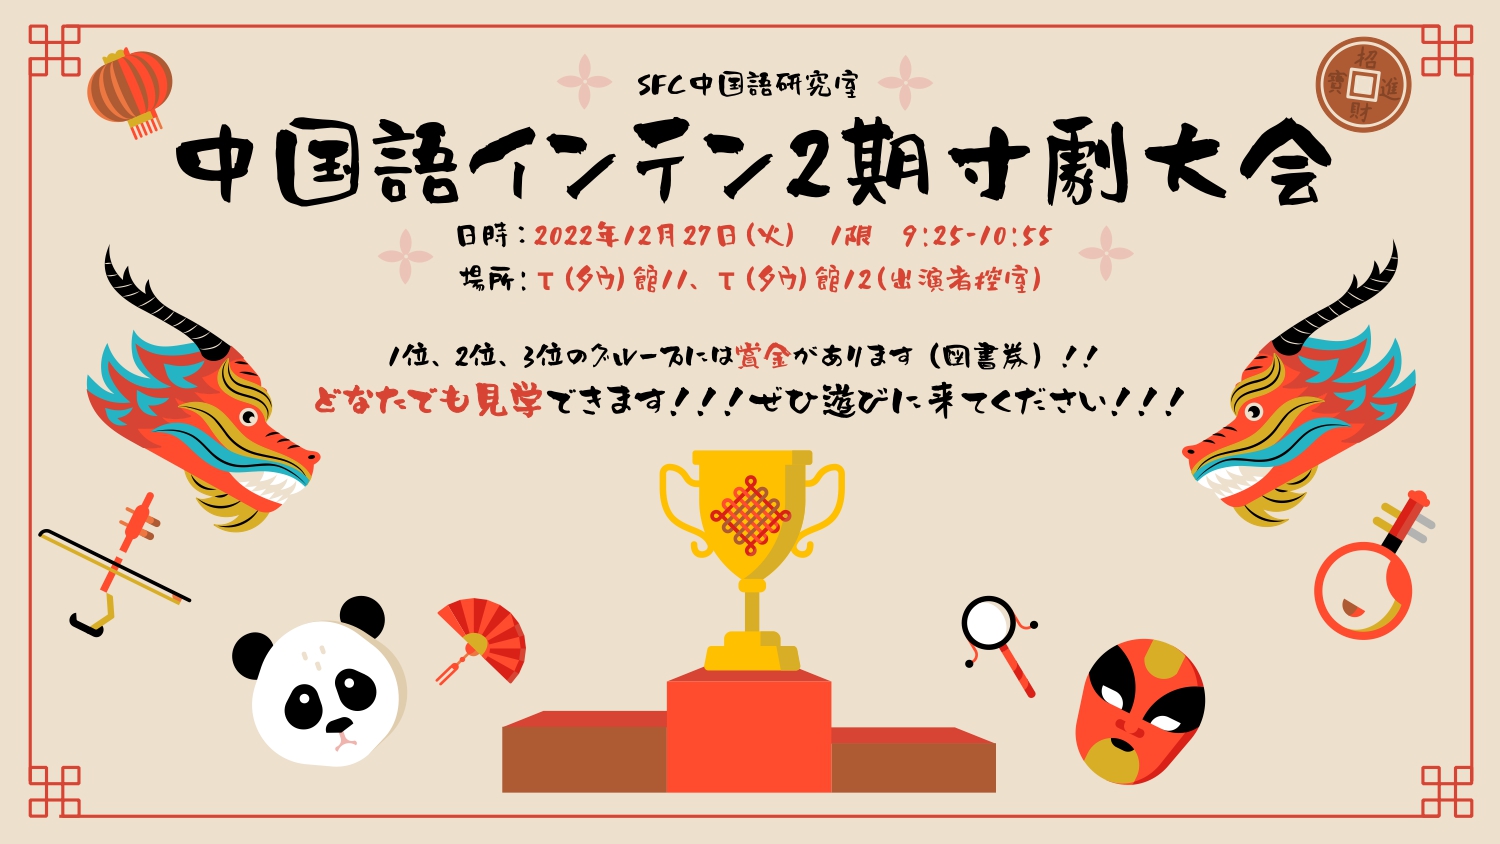 SFC中国語研究室
中国語インテン2期寸劇大会
日時：2022年12月27日（火）　1限　9:25-10:55
場所：τ（タウ）館11、τ（タウ）館12（出演者控室）
1位、2位、3位のグループには賞金があります（図書券）！！
どなたでも見学できます！！！ぜひ遊びに来てください！！！
招
寶 進
財